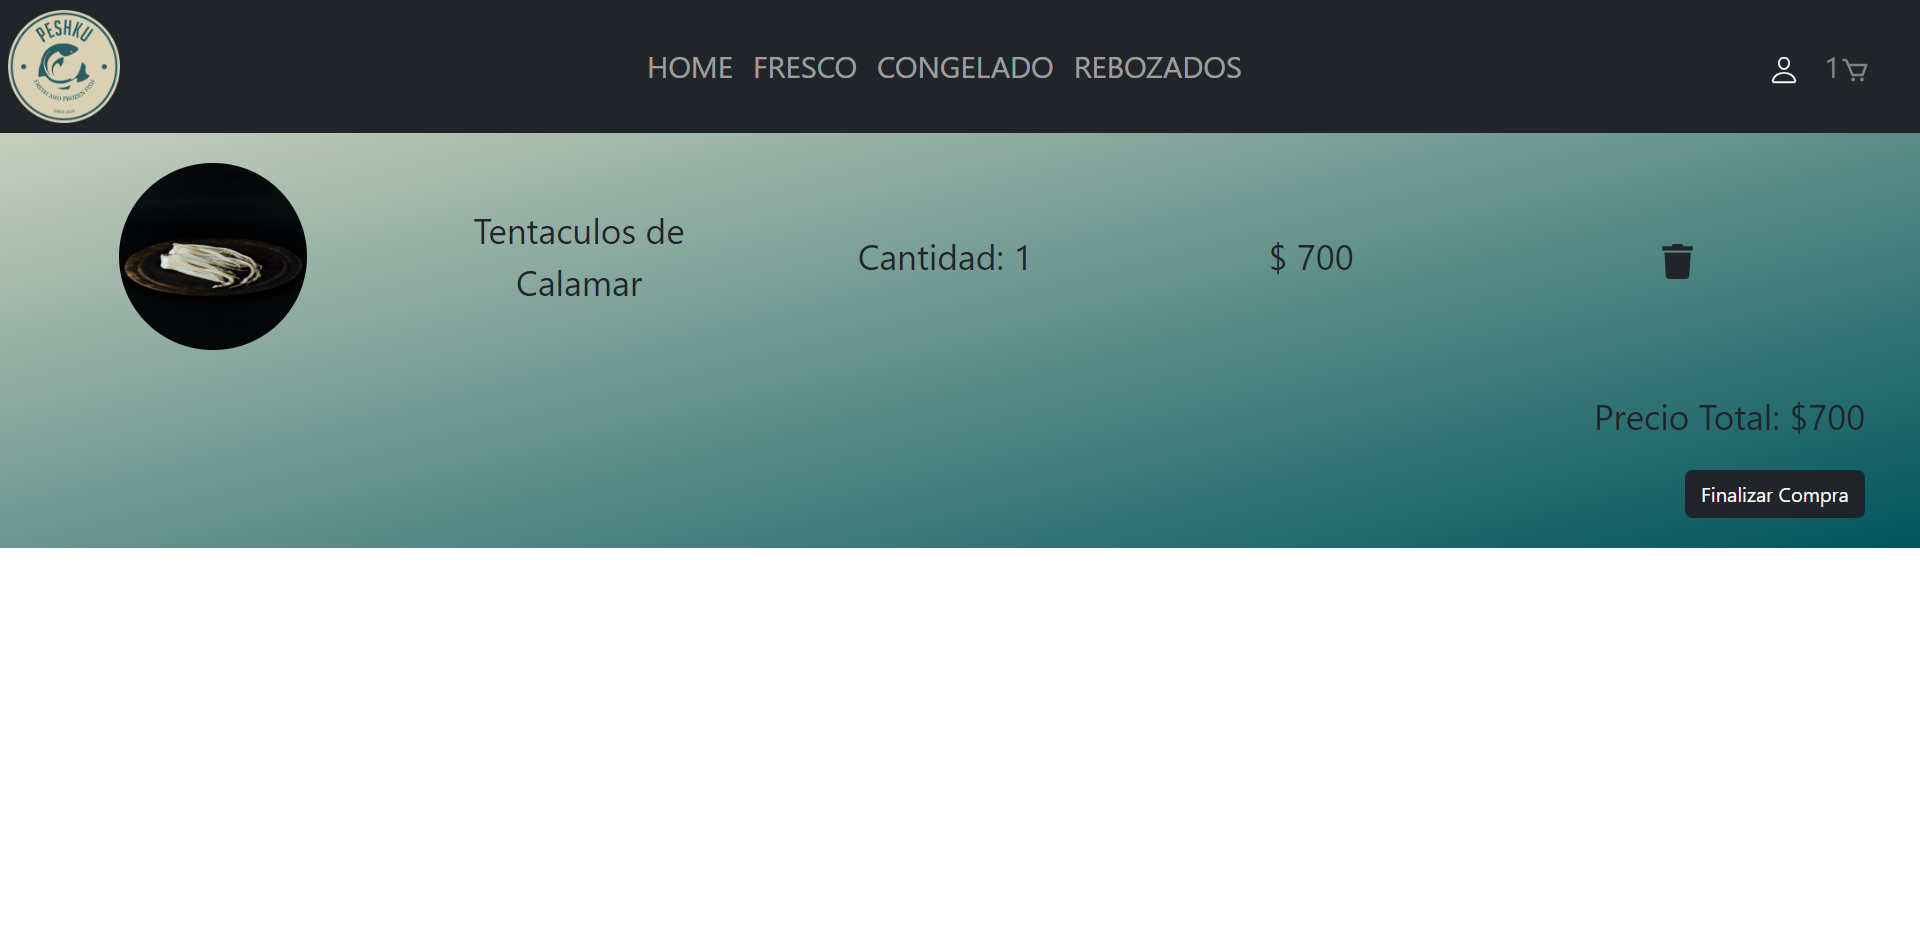 PESHKU
FRESH AND FROZEN FISH
HOME FRESCO CONGELADO REBOZADOS
1
Tentaculos de
Calamar
Cantidad: 1
$ 700
Precio Total: $700
Finalizar Compra